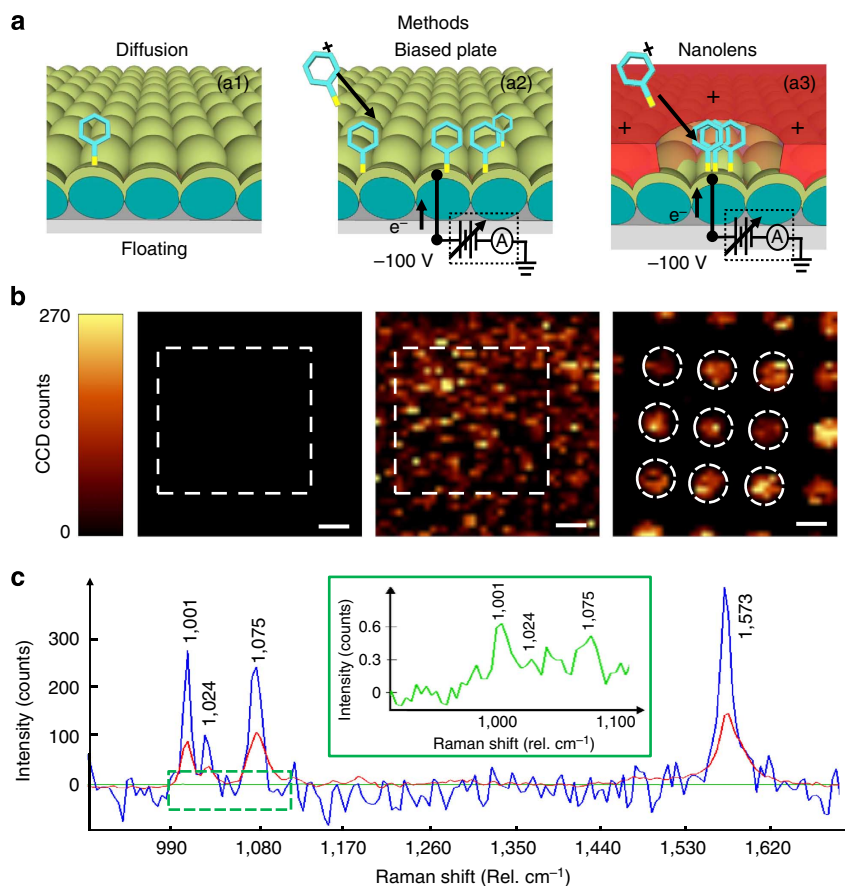 a
Methods
Diffusion
Biased plate
Nanolens
(a1)
(a2)
(a3)
+
+
+
Floating
e–
–100 V
A
e–
–100 V
A
b
270
CCD counts
0
c
Intensity (counts)
300
200
100
0
1,001
1,024
1,075
1,573
Intensity (counts)
0.6
0.3
0
1,001
1,024
1,075
1,000
1,100
Raman shift (rel. cm–1)
990
1,080
1,170
1,260
1,350
1,440
1,530
1,620
Raman shift (Rel. cm–1)